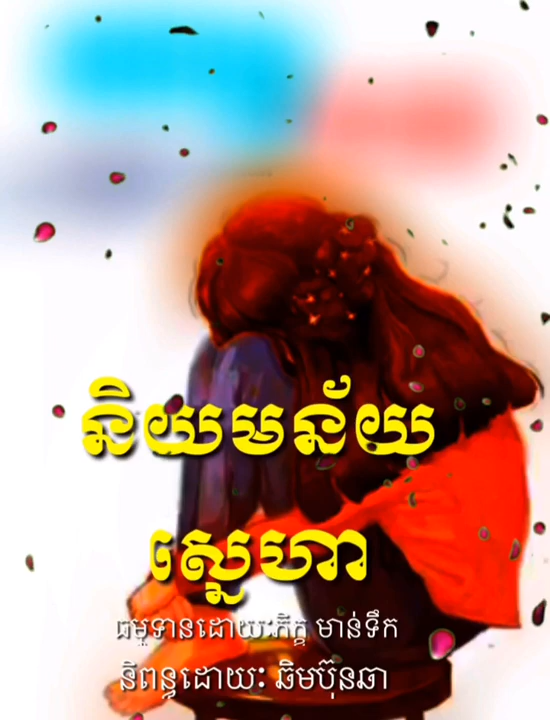 និយមន័យ
ស្នេហា
ធម្មទានដោយ:ភិក្ខុ មាន់ទឹក
និពន្ធដោយ: ឆិមប៊ុនឆា